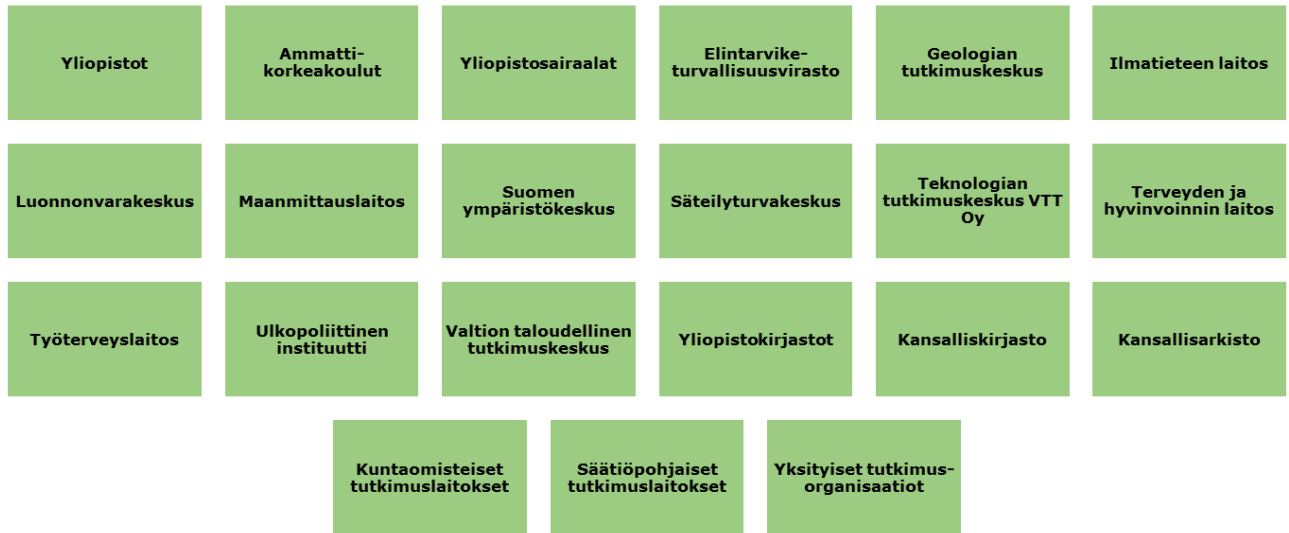 Yliopistot
Ammatti-
korkeakoulut
Yliopistosairaalat
Elintarvike-
turvallisuusvirasto
Geologian
tutkimuskeskus
Ilmatieteen laitos
Luonnonvarakeskus
Maanmittauslaitos
Suomen
ympäristökeskus
Säteilyturvakeskus
Teknologian
tutkimuskeskus VTT
Oy
Terveyden ja
hyvinvoinnin laitos
Työterveyslaitos
Ulkopoliittinen
instituutti
Valtion taloudellinen
tutkimuskeskus
Yliopistokirjastot
Kansalliskirjasto
Kansallisarkisto
Kuntaomisteiset
tutkimuslaitokset
Säätiöpohjaiset
tutkimuslaitokset
Yksityiset tutkimus-
organisaatiot